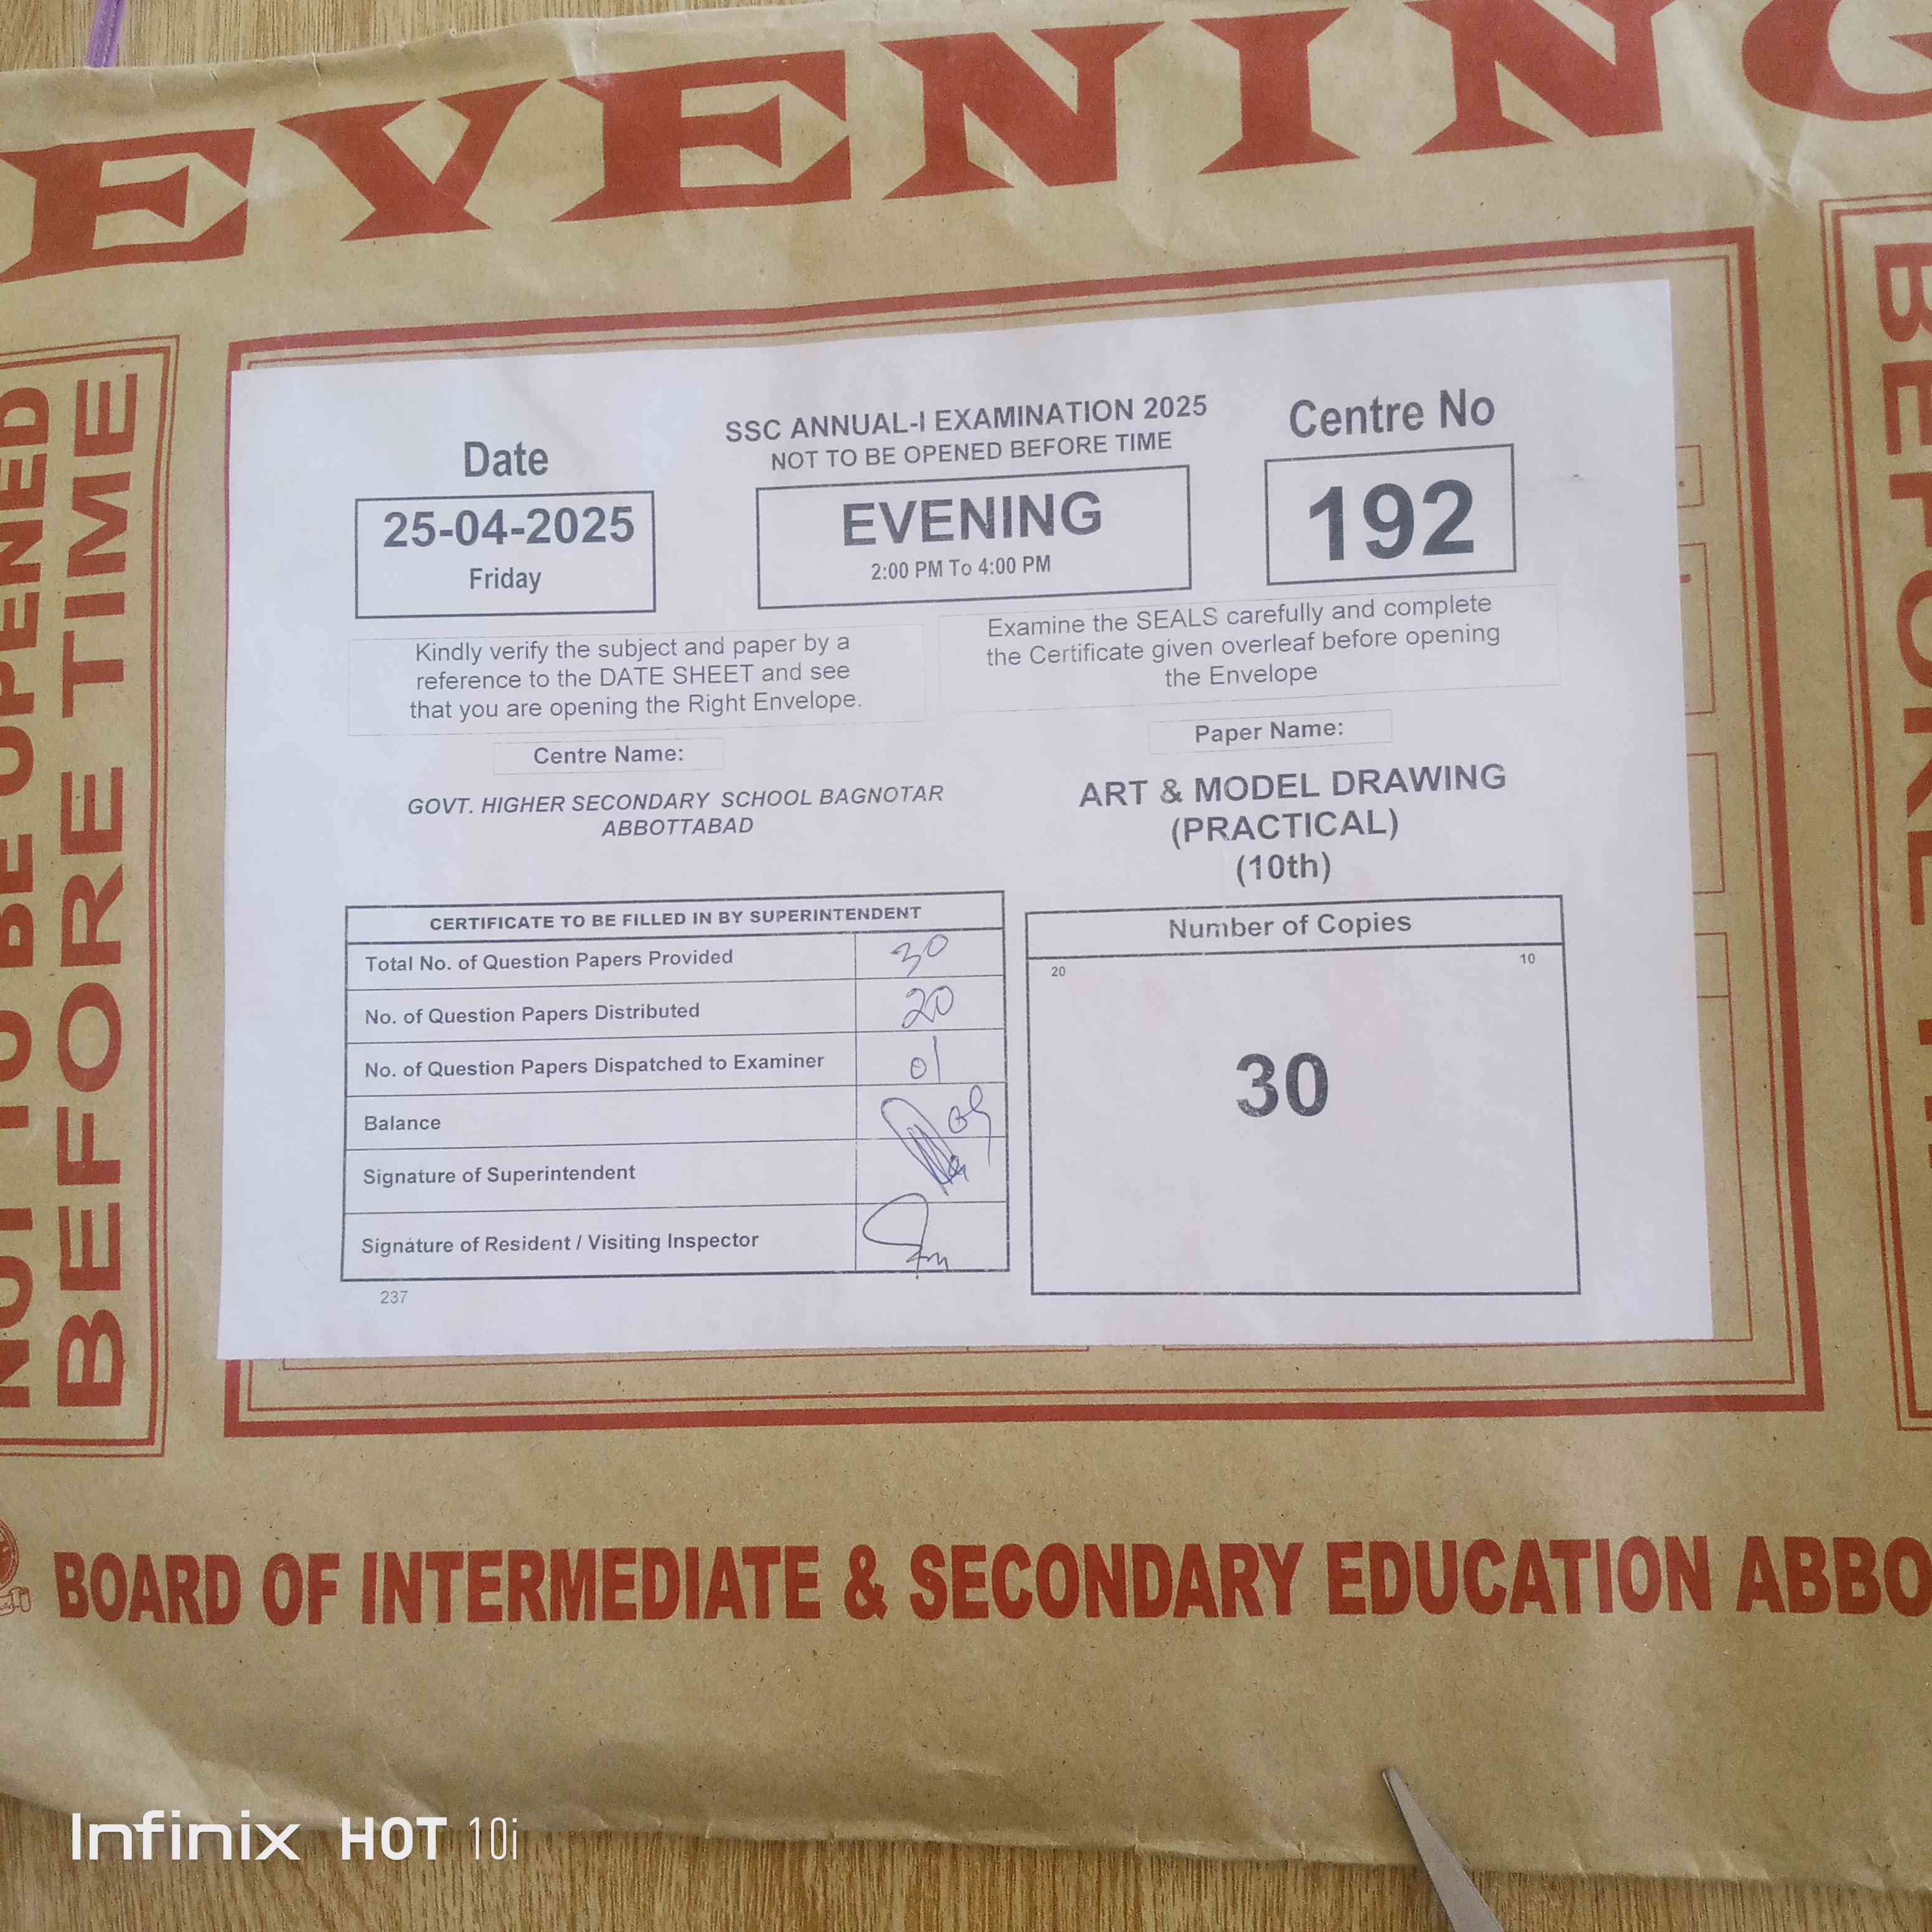 EVENING
NOT TO BE OPENED
BEFORE TIME
BEFORE
SSC ANNUAL-I EXAMINATION 2025
NOT TO BE OPENED BEFORE TIME
Date
25-04-2025
Friday
EVENING
2:00 PM To 4:00 PM
Centre No
192
Kindly verify the subject and paper by a
reference to the DATE SHEET and see
that you are opening the Right Envelope.
Examine the SEALS carefully and complete
the Certificate given overleaf before opening
the Envelope
Centre Name:
GOVT. HIGHER SECONDARY SCHOOL BAGNOTAR
ABBOTTABAD
Paper Name:
ART & MODEL DRAWING
(PRACTICAL)
(10th)
CERTIFICATE TO BE FILLED IN BY SUPERINTENDENT
Total No. of Question Papers Provided 30
No. of Question Papers Distributed 20
No. of Question Papers Dispatched to Examiner 01
Balance 09
Signature of Superintendent
Signature of Resident / Visiting Inspector
237
Number of Copies
20 10
30
BOARD OF INTERMEDIATE & SECONDARY EDUCATION ABBO
Infinix HOT 10i